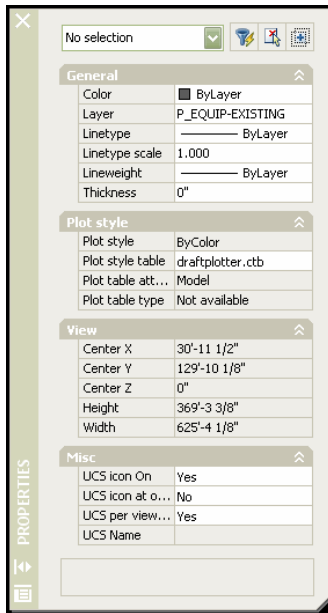 No selection
General
Color ByLayer
Layer P_EQUIP-EXISTING
Linetype ByLayer
Linetype scale 1.000
Lineweight ByLayer
Thickness 0"
Plot style
Plot style ByColor
Plot style table draftplotter.ctb
Plot table att... Model
Plot table type Not available
View
Center X 30'-11 1/2"
Center Y 129'-10 1/8"
Center Z 0"
Height 369'-3 3/8"
Width 625'-4 1/8"
Misc
UCS icon On Yes
UCS icon at o... No
UCS per view... Yes
UCS Name
PROPERTIES